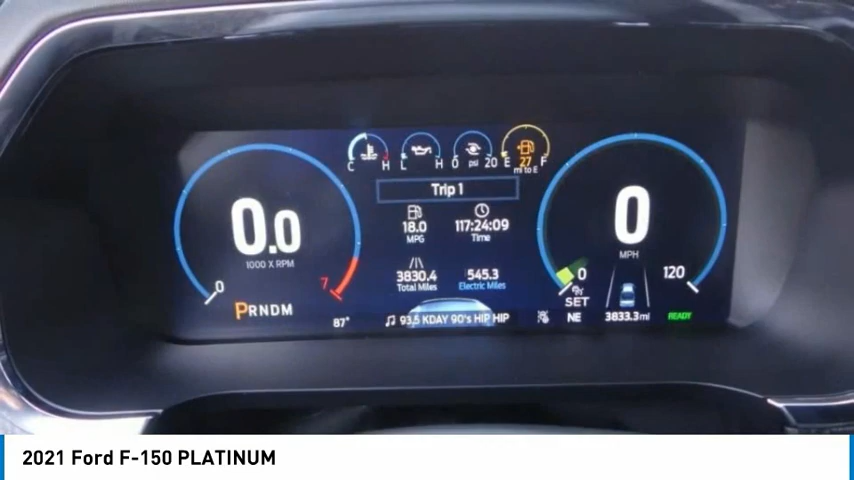 C H L H 0 psi 20 E 27 F
mi to E
Trip 1
0.0
1000 X RPM
0
7
PRNDM
18.0
MPG
117:24:09
Time
3830.4
Total Miles
545.3
Electric Miles
87°
93.5 KDAY 90's HIP HIP
0
MPH
0
120
SET
NE
3833.3mi
READY
2021 Ford F-150 PLATINUM